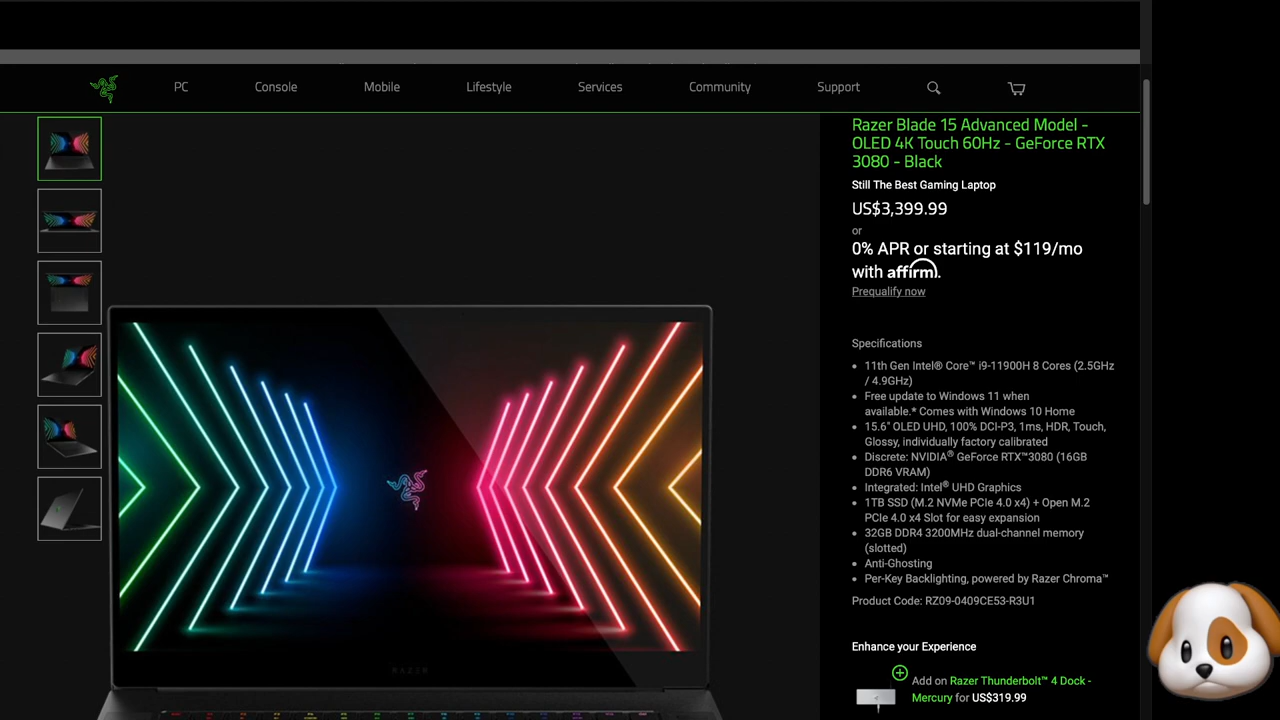 PC
Console
Mobile
Lifestyle
Services
Community
Support
Razer Blade 15 Advanced Model -
OLED 4K Touch 60Hz - GeForce RTX
3080 - Black
Still The Best Gaming Laptop
US$3,399.99
or
0% APR or starting at $119/mo
with affirm.
Prequalify now
Specifications
11th Gen Intel® Core™ i9-11900H 8 Cores (2.5GHz
/ 4.9GHz)
Free update to Windows 11 when
available.* Comes with Windows 10 Home
15.6" OLED UHD, 100% DCI-P3, 1ms, HDR, Touch,
Glossy, individually factory calibrated
Discrete: NVIDIA® GeForce RTX™3080 (16GB
DDR6 VRAM)
Integrated: Intel® UHD Graphics
1TB SSD (M.2 NVMe PCIe 4.0 x4) + Open M.2
PCIe 4.0 x4 Slot for easy expansion
32GB DDR4 3200MHz dual-channel memory
(slotted)
Anti-Ghosting
Per-Key Backlighting, powered by Razer Chroma™
Product Code: RZ09-0409CE53-R3U1
Enhance your Experience
Add on Razer Thunderbolt™ 4 Dock -
Mercury for US$319.99
RAZER